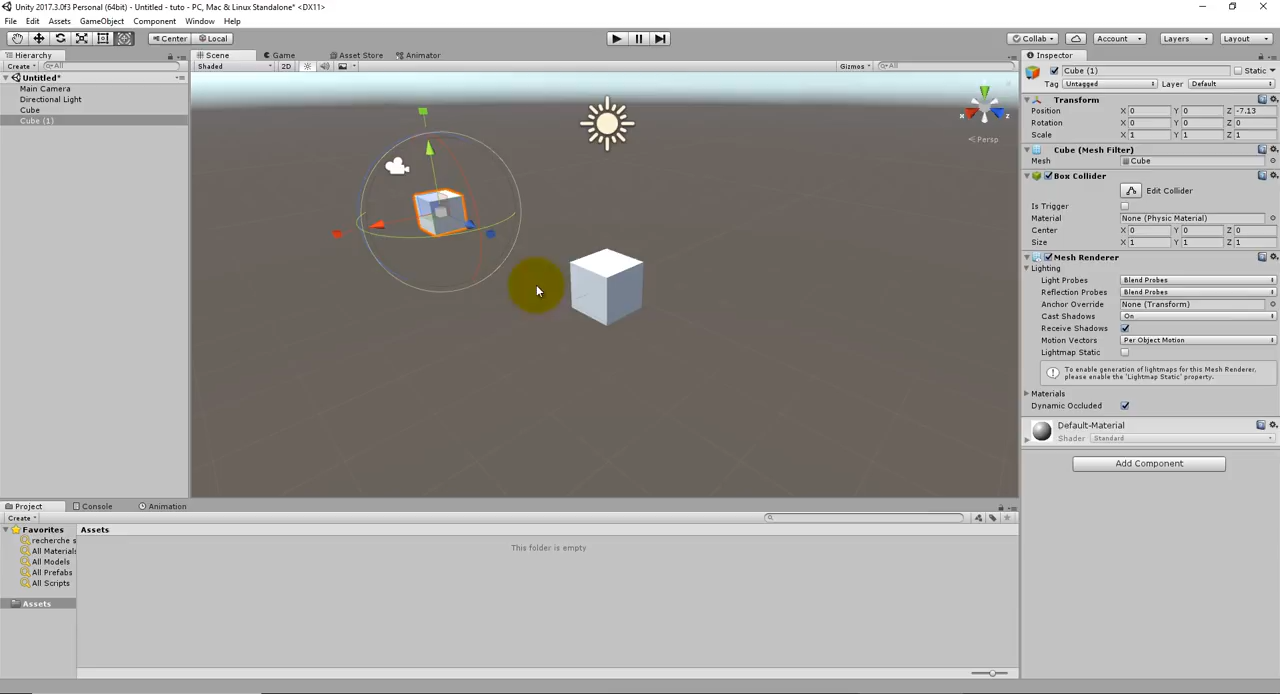 Unity 2017.3.0f3 Personal (64bit) - Untitled - tuto - PC, Mac & Linux Standalone* <DX11>
File Edit Assets GameObject Component Window Help
Center Local Collab Account Layers Layout
Hierarchy
Create All
Untitled*
Main Camera
Directional Light
Cube
Cube (1)
Scene Game Asset Store Animator
Shaded 2D Gizmos All
Persp
x z
Inspector
Cube (1) Static
Tag Untagged Layer Default
Transform
Position X 0 Y 0 Z -7.13
Rotation X 0 Y 0 Z 0
Scale X 1 Y 1 Z 1
Cube (Mesh Filter)
Mesh Cube
Box Collider
Edit Collider
Is Trigger
Material None (Physic Material)
Center X 0 Y 0 Z 0
Size X 1 Y 1 Z 1
Mesh Renderer
Lighting
Light Probes Blend Probes
Reflection Probes Blend Probes
Anchor Override None (Transform)
Cast Shadows On
Receive Shadows
Motion Vectors Per Object Motion
Lightmap Static
To enable generation of lightmaps for this Mesh Renderer,
please enable the 'Lightmap Static' property.
Materials
Dynamic Occluded
Default-Material
Shader Standard
Add Component
Project Console Animation
Create
Favorites
recherche s
All Materials
All Models
All Prefabs
All Scripts
Assets
Assets
This folder is empty